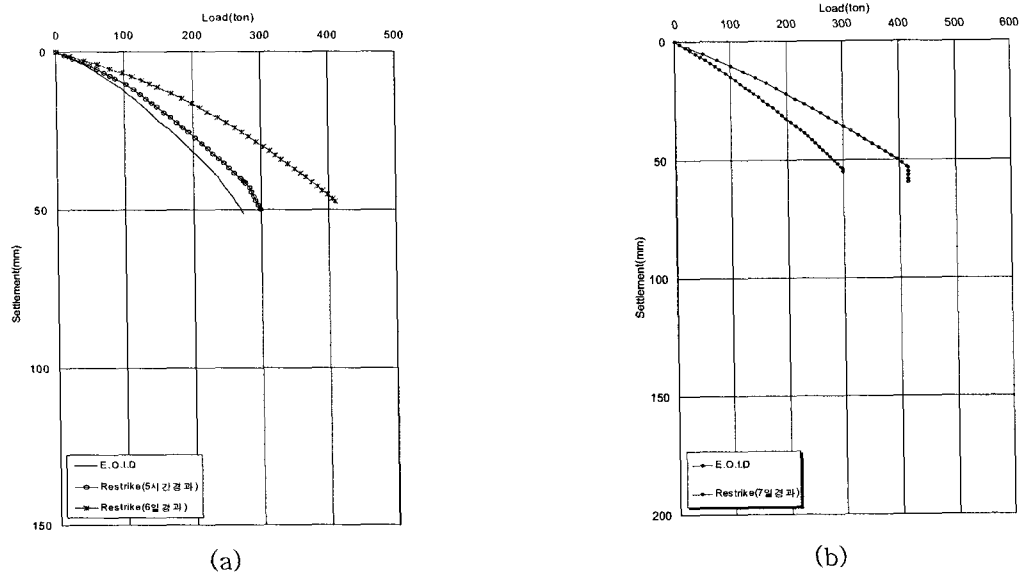 Load(ton)
0 100 200 300 400 500
0
50
100
150
Settlement(mm)
E.O.I.D
Restrike(5시간경과)
Restrike(6일경과)
(a)
Load(ton)
0 100 200 300 400 500 600
0
50
100
150
200
Settlement(mm)
E.O.I.D
Restrike(7일경과)
(b)